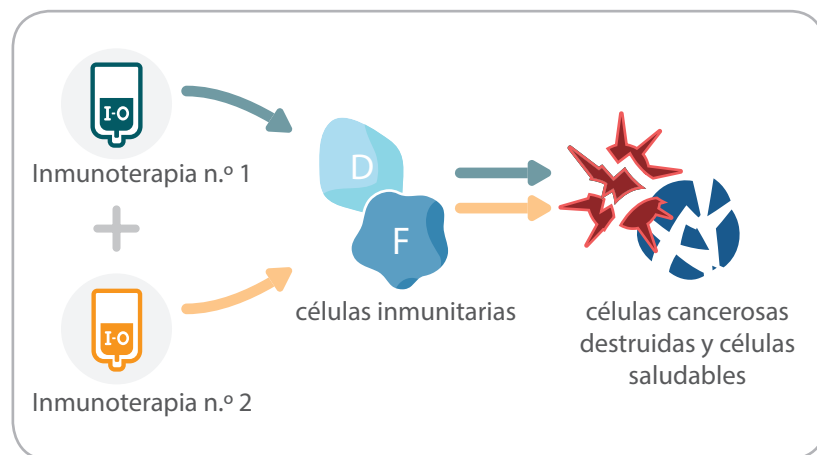 I-O
Inmunoterapia n.º 1
+
I-O
Inmunoterapia n.º 2
D
F
células inmunitarias
A
células cancerosas
destruidas y células
saludables